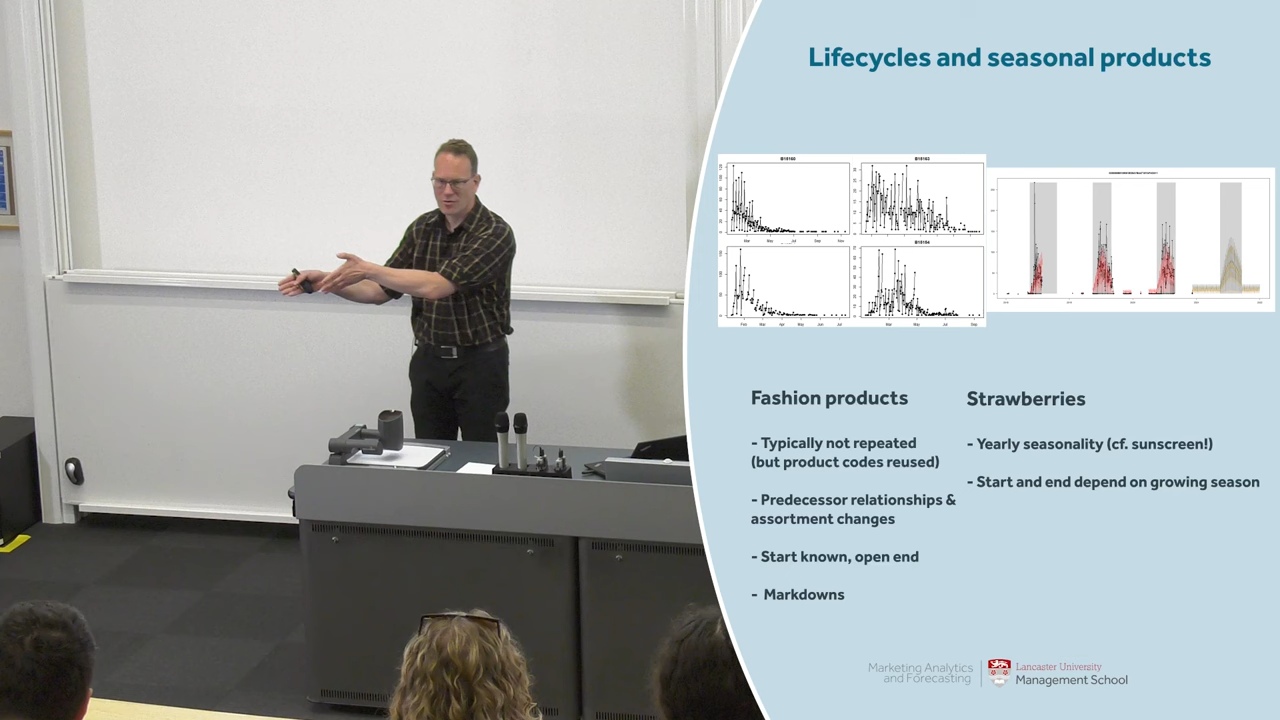 Lifecycles and seasonal products
Fashion products
- Typically not repeated
(but product codes reused)
- Predecessor relationships &
assortment changes
- Start known, open end
- Markdowns
Strawberries
- Yearly seasonality (cf. sunscreen!)
- Start and end depend on growing season
Marketing Analytics
and Forecasting
Lancaster University
Management School